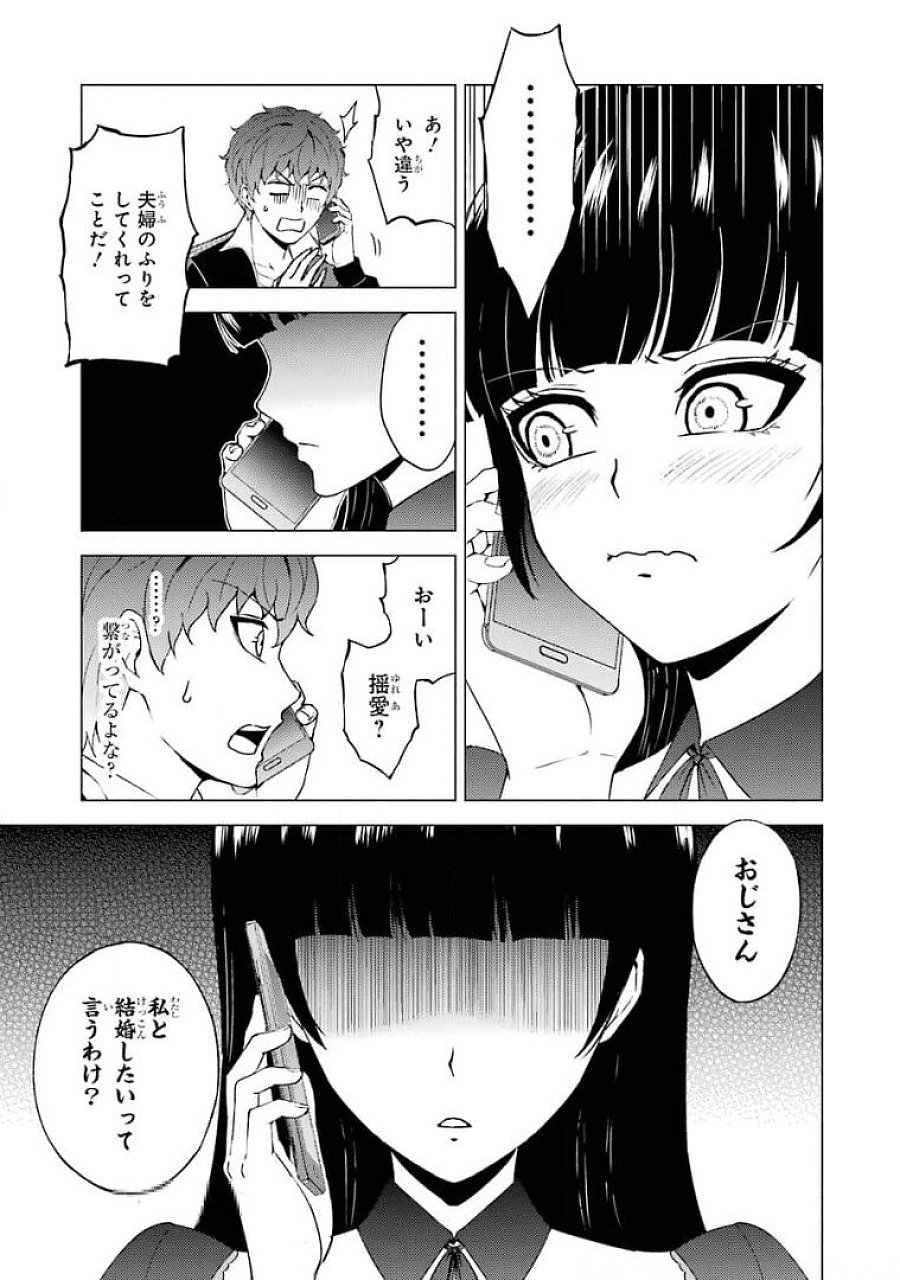 ・・・・・・・・・・・
あ！
いや違う
夫婦のふりを
してくれって
ことだ！
・・・・・・・・
おーい
揺愛？
……？
繋がってるよな？
おじさん
私と
結婚したいって
言うわけ？